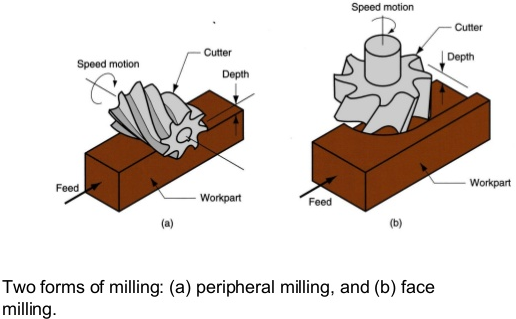 Speed motion
Cutter
Depth
Feed
Workpart
(a)
Speed motion
Cutter
Depth
Feed
Workpart
(b)
Two forms of milling: (a) peripheral milling, and (b) face
milling.